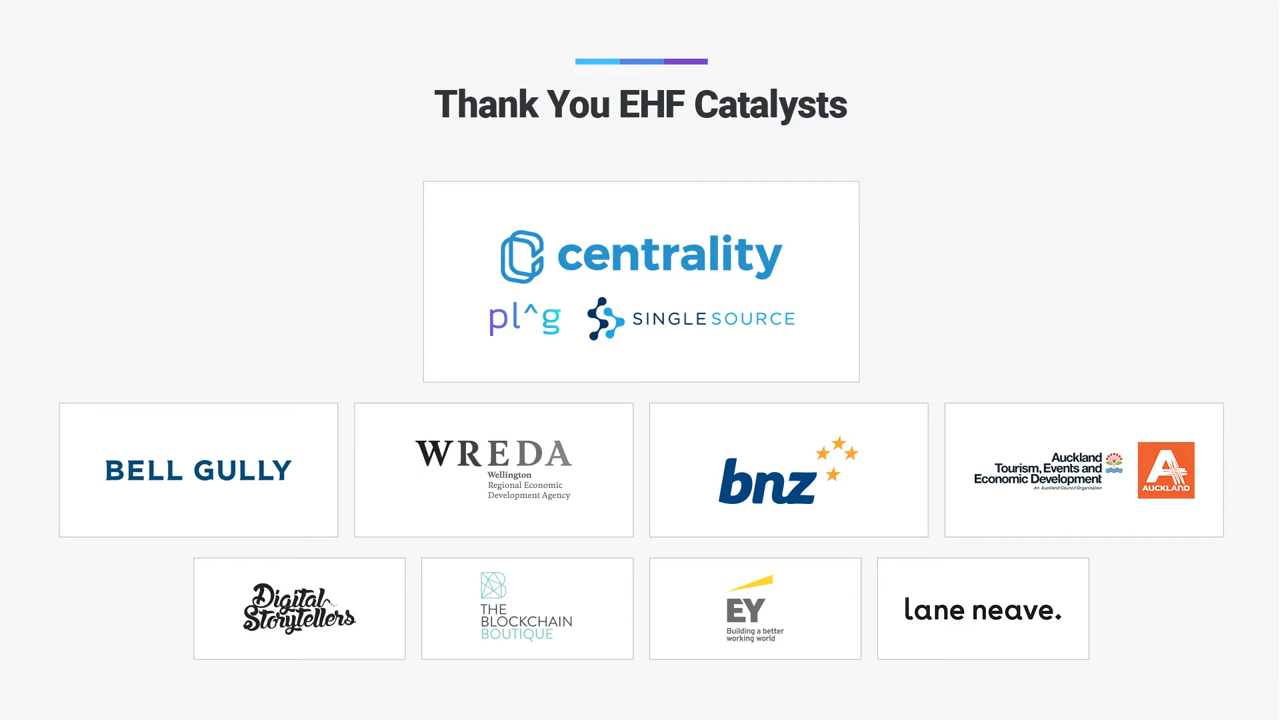 Thank You EHF Catalysts
centrality
pl^g
SINGLESOURCE
BELL GULLY
WREDA
Wellington
Regional Economic
Development Agency
bnz
Auckland
Tourism, Events and
Economic Development
An Auckland Council Organisation
AUCKLAND
Digital
Storytellers
THE
BLOCKCHAIN
BOUTIQUE
EY
Building a better
working world
lane neave.